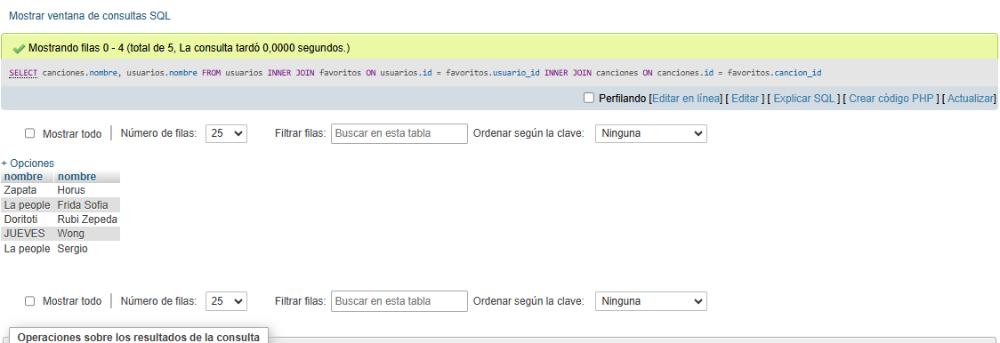 Mostrar ventana de consultas SQL
Mostrando filas 0 - 4 (total de 5, La consulta tardó 0,0000 segundos.)
SELECT canciones.nombre, usuarios.nombre FROM usuarios INNER JOIN favoritos ON usuarios.id = favoritos.usuario_id INNER JOIN canciones ON canciones.id = favoritos.cancion_id
Perfilando [Editar en línea] [ Editar ] [ Explicar SQL ] [ Crear código PHP ] [ Actualizar]
Mostrar todo | Número de filas: 25 Filtrar filas: Buscar en esta tabla Ordenar según la clave: Ninguna
+ Opciones
nombre nombre
Zapata Horus
La people Frida Sofia
Doritoti Rubi Zepeda
JUEVES Wong
La people Sergio
Mostrar todo | Número de filas: 25 Filtrar filas: Buscar en esta tabla Ordenar según la clave: Ninguna
Operaciones sobre los resultados de la consulta